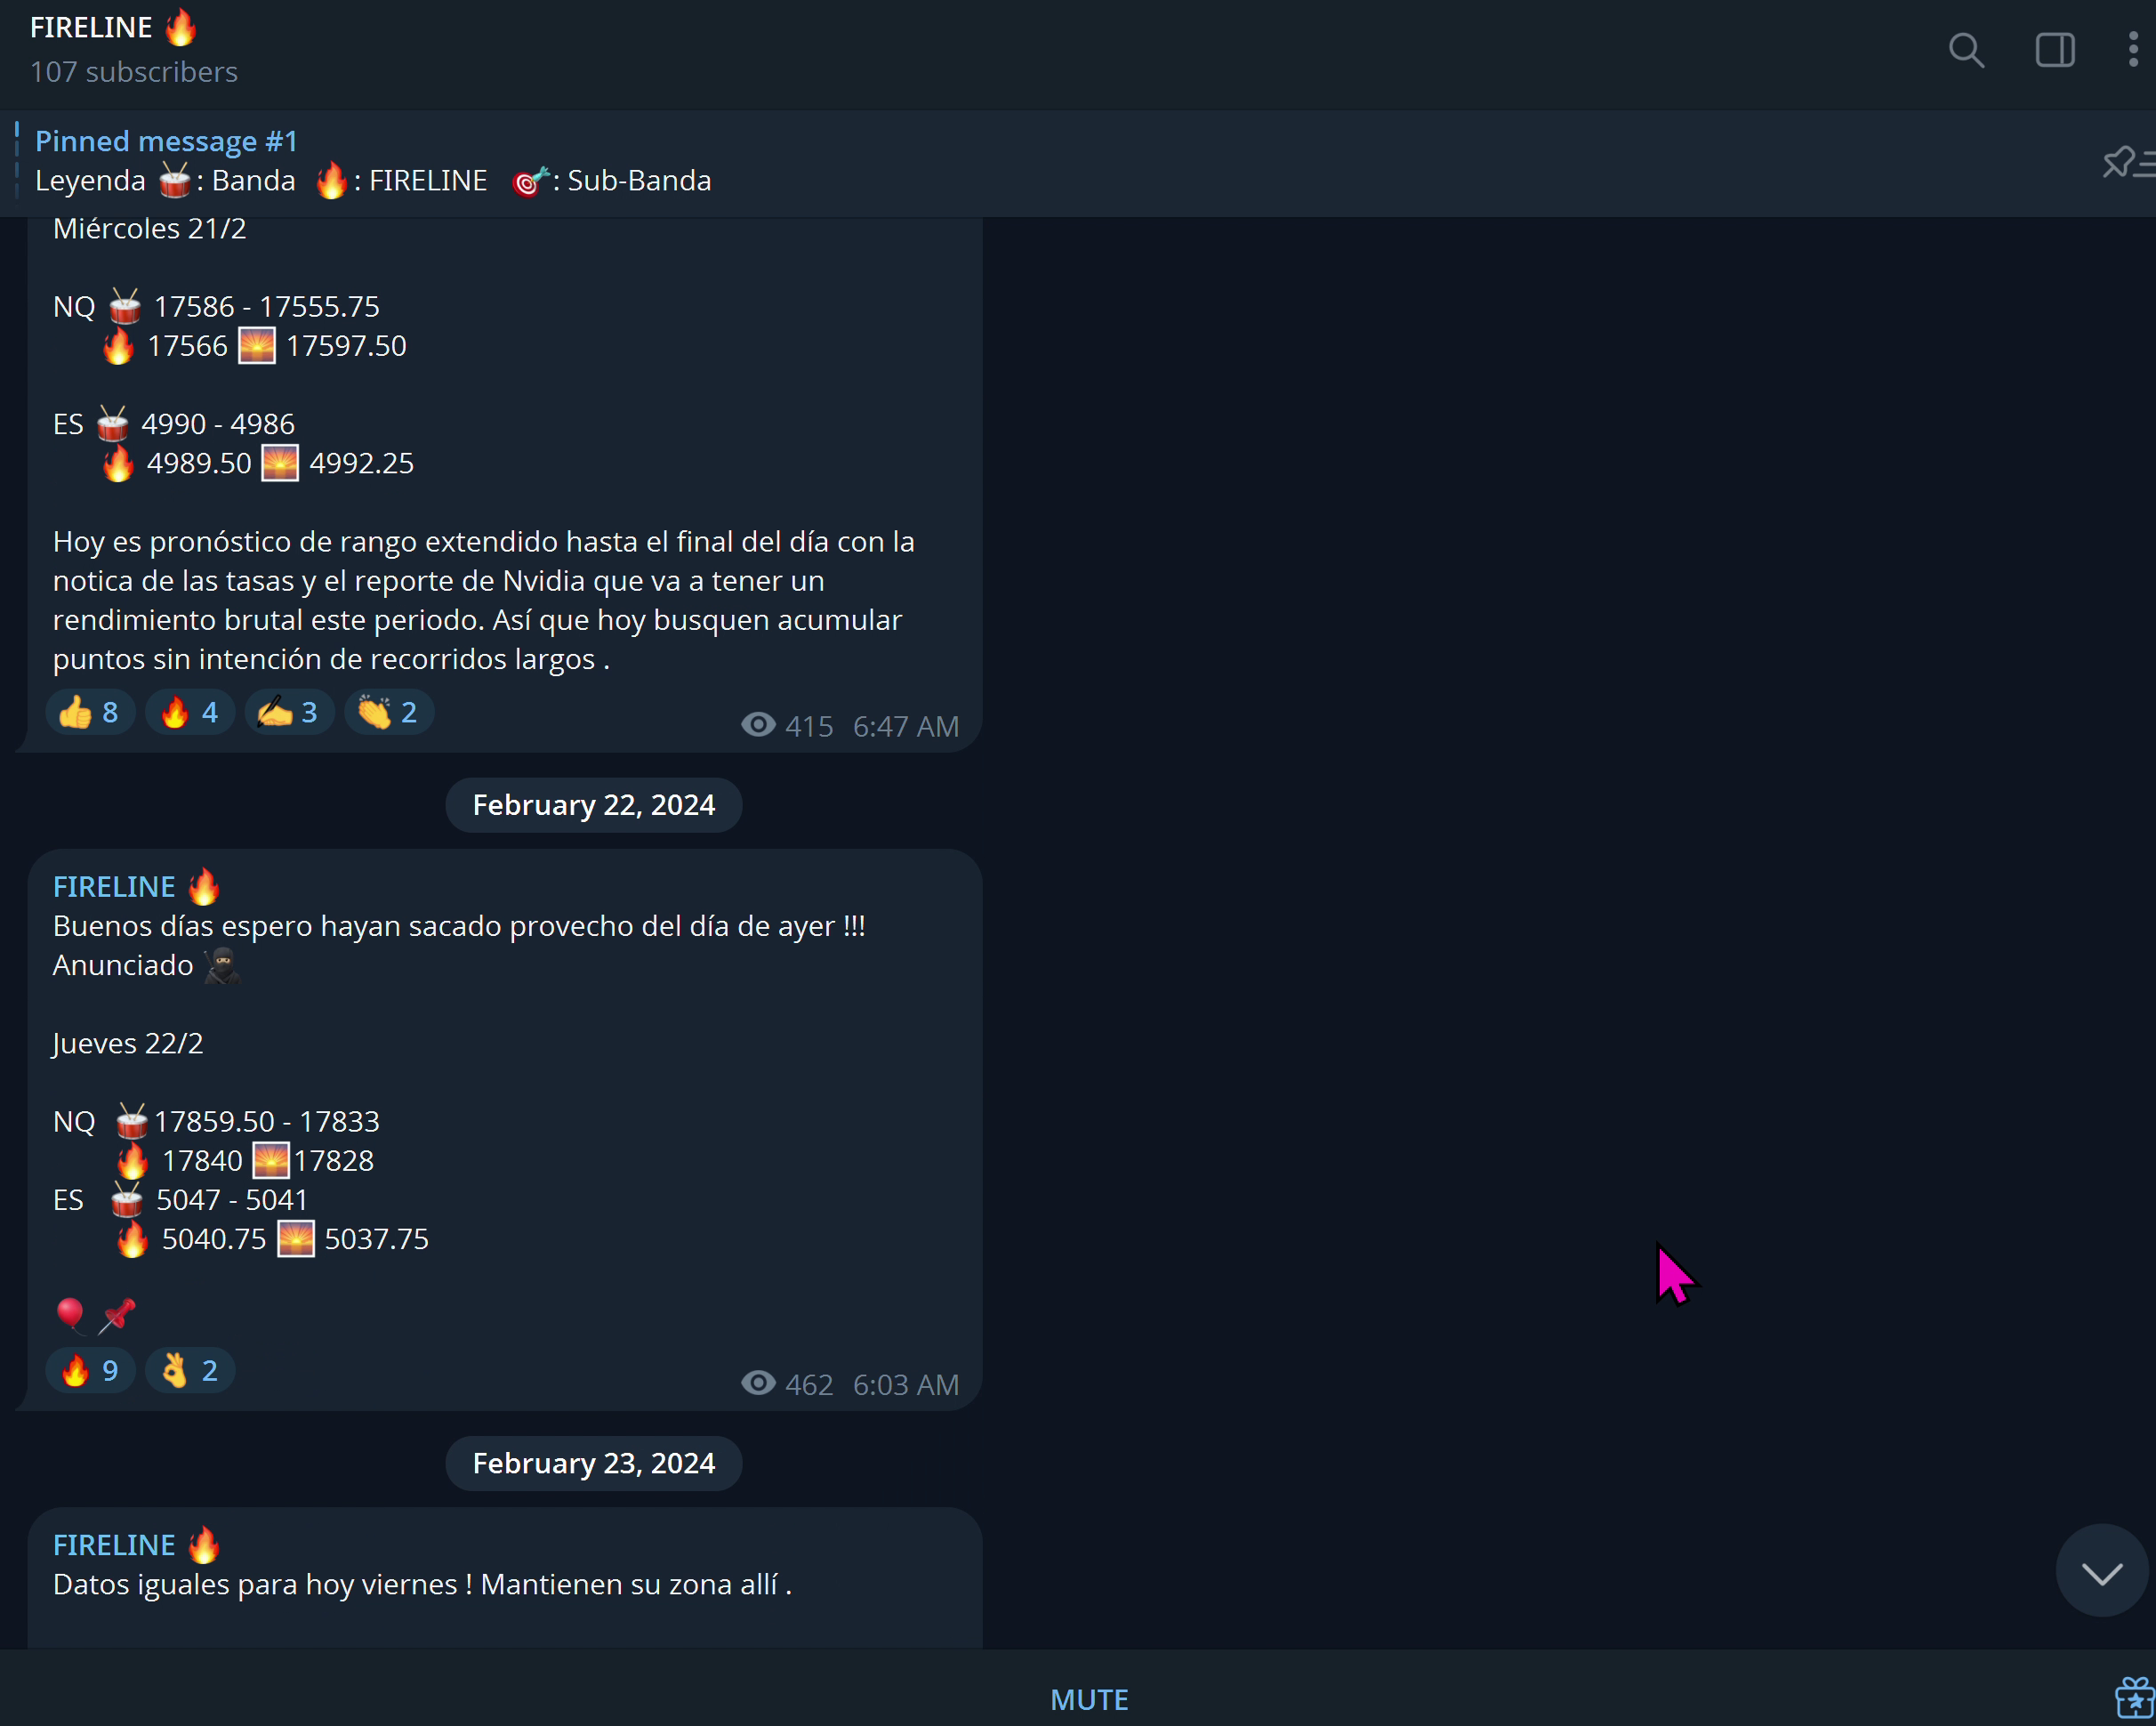 FIRELINE 🔥
107 subscribers
Pinned message #1
Leyenda 🥁: Banda 🔥: FIRELINE 🎯: Sub-Banda
Miércoles 21/2
NQ 🥁 17586 - 17555.75
🔥 17566 🌅 17597.50
ES 🥁 4990 - 4986
🔥 4989.50 🌅 4992.25
Hoy es pronóstico de rango extendido hasta el final del día con la
notica de las tasas y el reporte de Nvidia que va a tener un
rendimiento brutal este periodo. Así que hoy busquen acumular
puntos sin intención de recorridos largos .
👍 8 🔥 4 ✍️ 3 👏 2 415 6:47 AM
February 22, 2024
FIRELINE 🔥
Buenos días espero hayan sacado provecho del día de ayer !!!
Anunciado 🥷
Jueves 22/2
NQ 🥁17859.50 - 17833
🔥 17840 🌅17828
ES 🥁 5047 - 5041
🔥 5040.75 🌅 5037.75
🎈 📌
🔥 9 👌 2 462 6:03 AM
February 23, 2024
FIRELINE 🔥
Datos iguales para hoy viernes ! Mantienen su zona allí .
MUTE